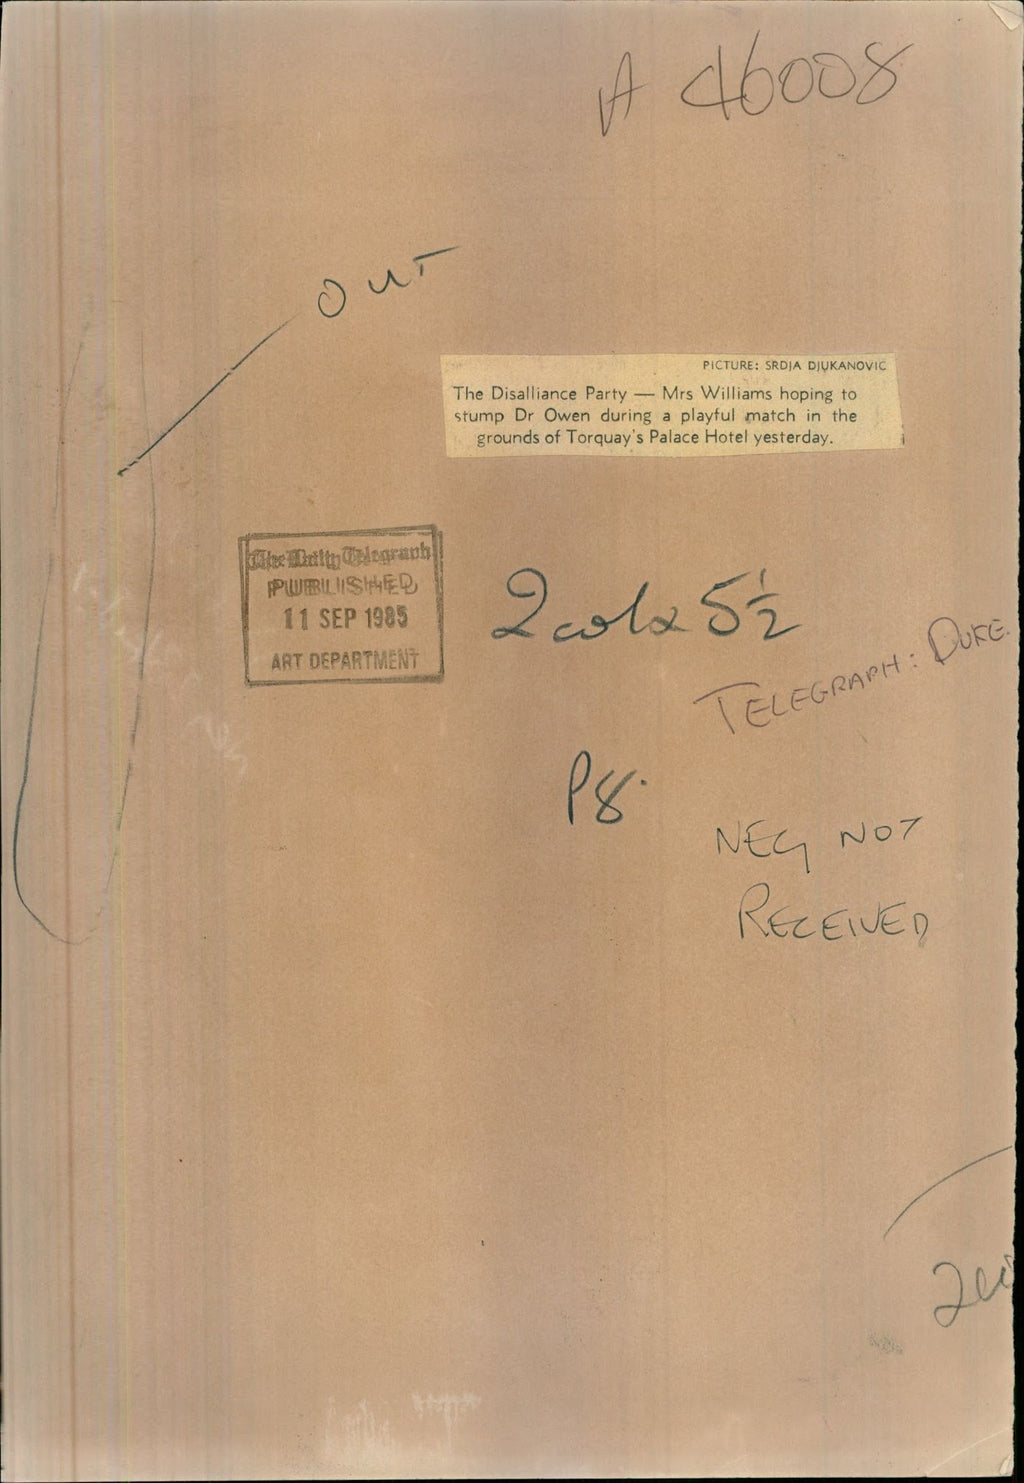 A 46008
OUT
PICTURE: SRDJA DJUKANOVIC
The Disalliance Party — Mrs Williams hoping to
stump Dr Owen during a playful match in the
grounds of Torquay's Palace Hotel yesterday.
The Daily Telegraph
PUBLISHED
11 SEP 1985
ART DEPARTMENT
2 col x 5½
TELEGRAPH: DUKE.
P8.
NEG NOT
RECEIVED